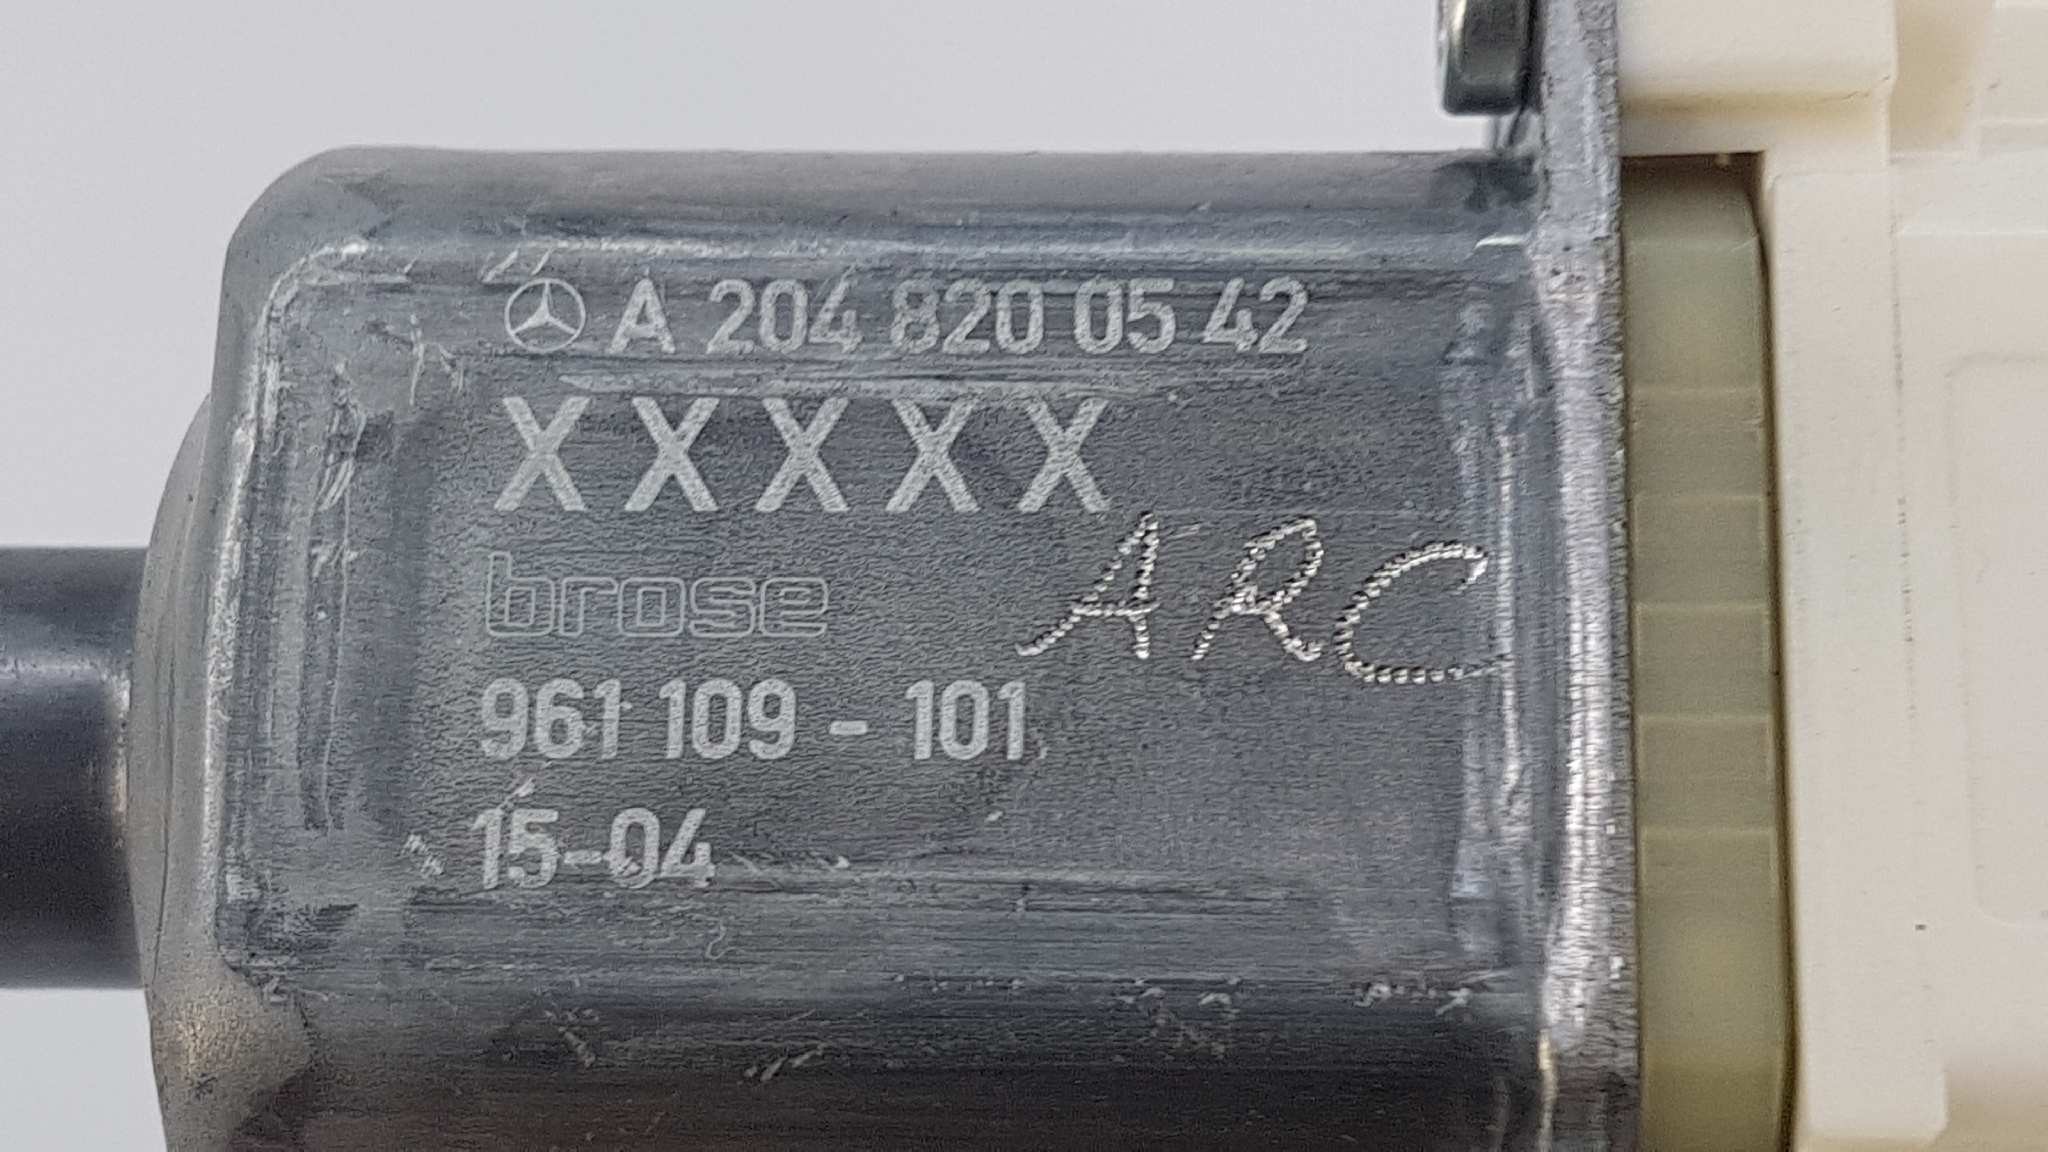 A 204 820 05 42
XXXXX
brose
ARC
961 109 - 101
15-04